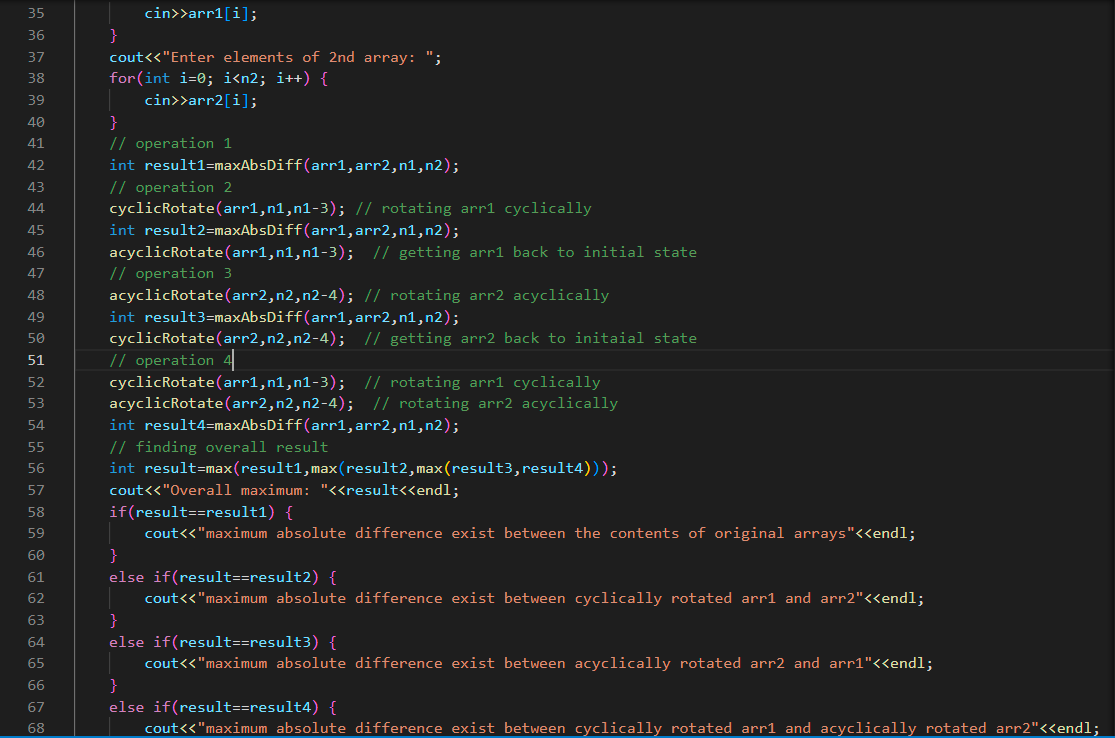 35 cin>>arr1[i];
36 }
37 cout<<"Enter elements of 2nd array: ";
38 for(int i=0; i<n2; i++) {
39 cin>>arr2[i];
40 }
41 // operation 1
42 int result1=maxAbsDiff(arr1,arr2,n1,n2);
43 // operation 2
44 cyclicRotate(arr1,n1,n1-3); // rotating arr1 cyclically
45 int result2=maxAbsDiff(arr1,arr2,n1,n2);
46 acyclicRotate(arr1,n1,n1-3);  // getting arr1 back to initial state
47 // operation 3
48 acyclicRotate(arr2,n2,n2-4); // rotating arr2 acyclically
49 int result3=maxAbsDiff(arr1,arr2,n1,n2);
50 cyclicRotate(arr2,n2,n2-4);  // getting arr2 back to initaial state
51 // operation 4
52 cyclicRotate(arr1,n1,n1-3);  // rotating arr1 cyclically
53 acyclicRotate(arr2,n2,n2-4);  // rotating arr2 acyclically
54 int result4=maxAbsDiff(arr1,arr2,n1,n2);
55 // finding overall result
56 int result=max(result1,max(result2,max(result3,result4)));
57 cout<<"Overall maximum: "<<result<<endl;
58 if(result==result1) {
59 cout<<"maximum absolute difference exist between the contents of original arrays"<<endl;
60 }
61 else if(result==result2) {
62 cout<<"maximum absolute difference exist between cyclically rotated arr1 and arr2"<<endl;
63 }
64 else if(result==result3) {
65 cout<<"maximum absolute difference exist between acyclically rotated arr2 and arr1"<<endl;
66 }
67 else if(result==result4) {
68 cout<<"maximum absolute difference exist between cyclically rotated arr1 and acyclically rotated arr2"<<endl;